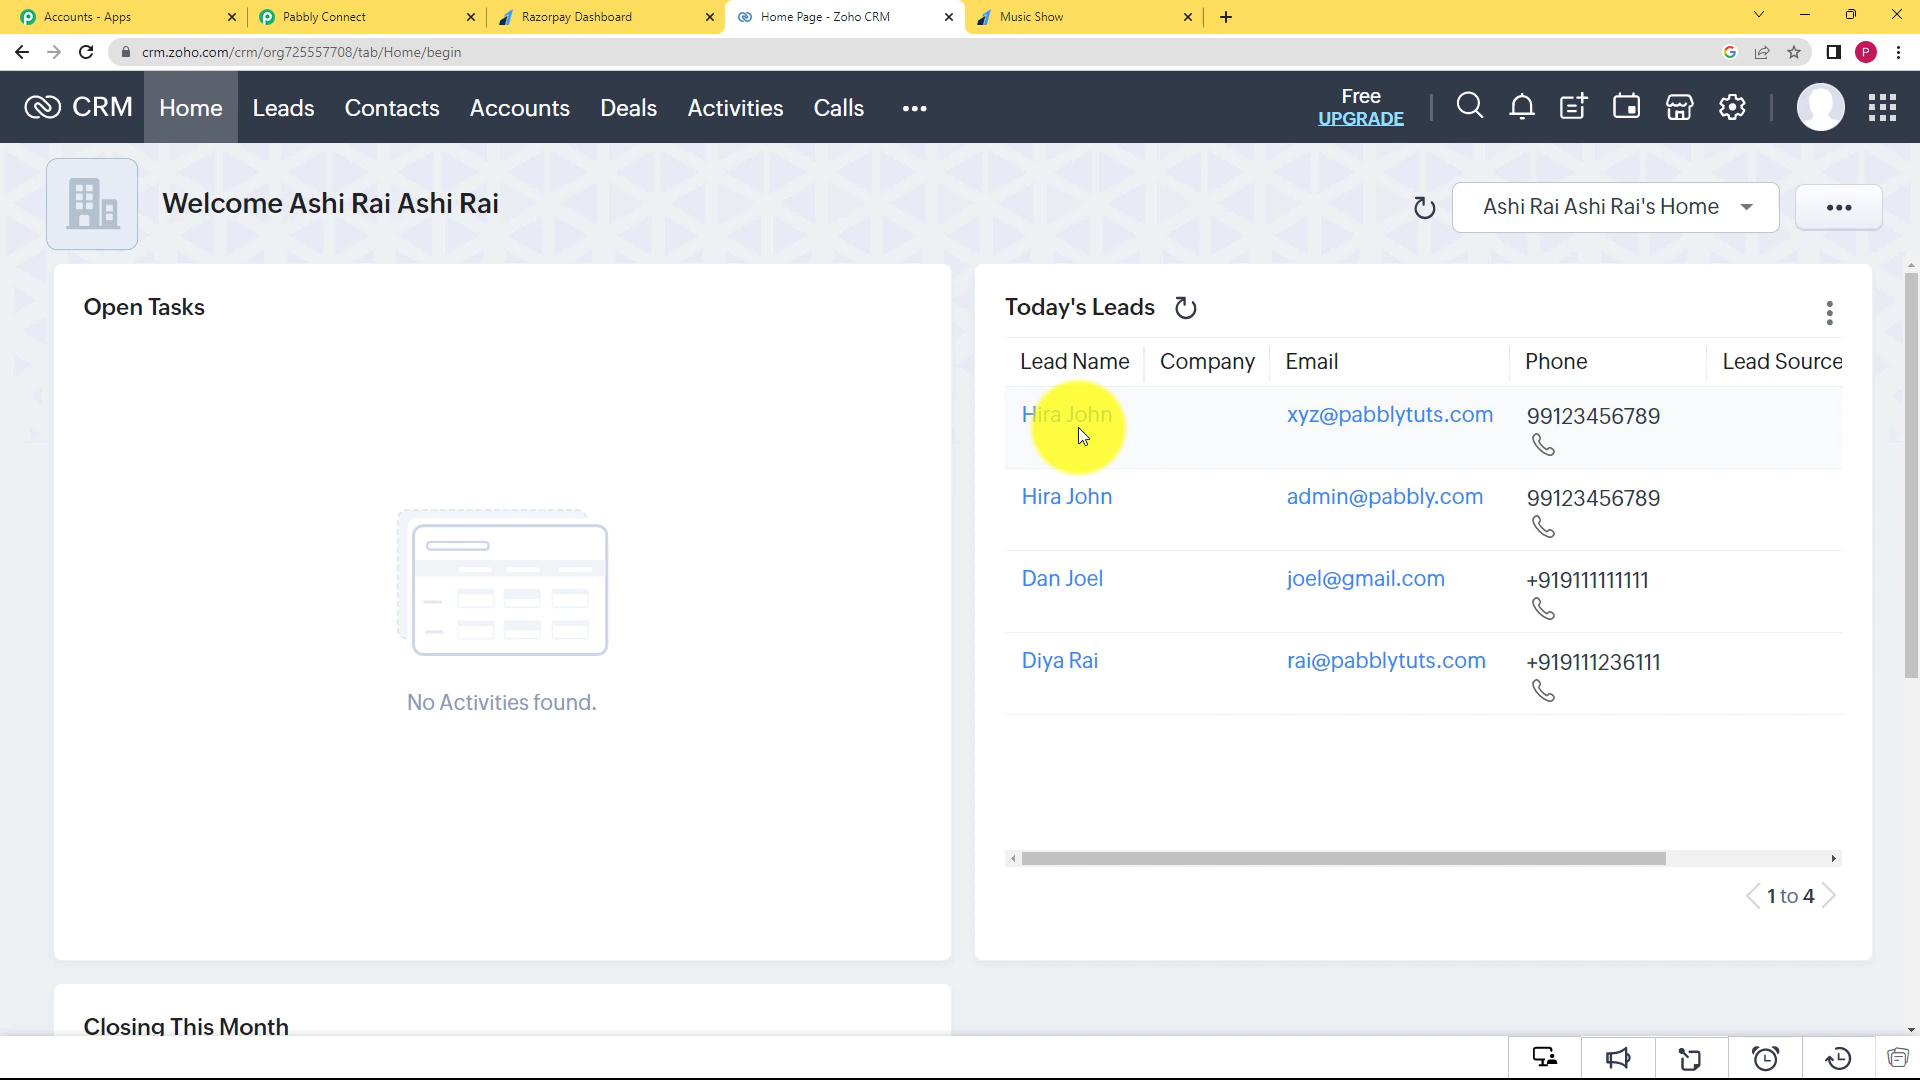 Accounts - Apps
Pabbly Connect
Razorpay Dashboard
Home Page - Zoho CRM
Music Show
crm.zoho.com/crm/org725557708/tab/Home/begin
P
CRM
Home
Leads
Contacts
Accounts
Deals
Activities
Calls
Free
UPGRADE
Welcome Ashi Rai Ashi Rai
Ashi Rai Ashi Rai's Home
Open Tasks
No Activities found.
Today's Leads
Lead Name Company Email Phone Lead Source
Hira John xyz@pabblytuts.com 99123456789
Hira John admin@pabbly.com 99123456789
Dan Joel joel@gmail.com +919111111111
Diya Rai rai@pabblytuts.com +919111236111
1 to 4
Closing This Month